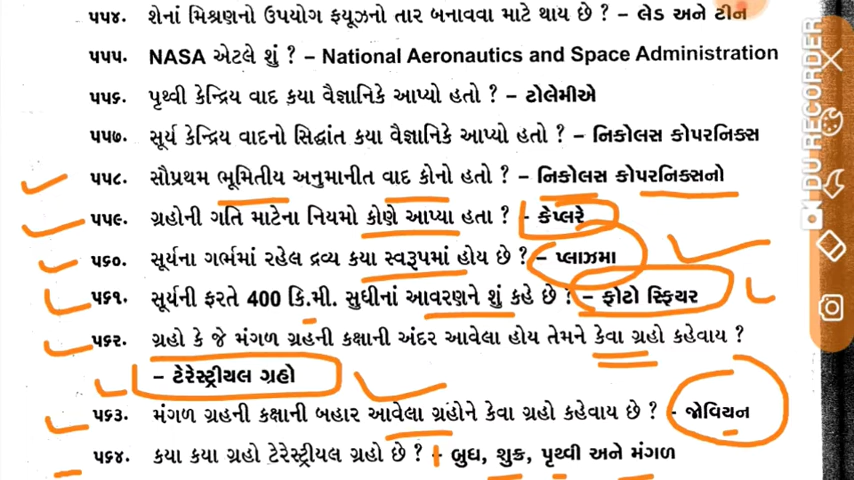 ૫૫૪. શેનાં મિશ્રણનો ઉપયોગ ફ્યૂઝનો તાર બનાવવા માટે થાય છે ? – લેડ અને ટીન
૫૫૫. NASA એટલે શું ? – National Aeronautics and Space Administration
૫૫૬. પૃથ્વી કેન્દ્રિય વાદ કયા વૈજ્ઞાનિકે આપ્યો હતો ? – ટોલેમીએ
૫૫૭. સૂર્ય કેન્દ્રિય વાદનો સિદ્ધાંત કયા વૈજ્ઞાનિકે આપ્યો હતો ? – નિકોલસ કોપરનિક્સ
૫૫૮. સૌપ્રથમ ભૂમિતીય અનુમાનીત વાદ કોનો હતો ? – નિકોલસ કોપરનિક્સનો
૫૫૯. ગ્રહોની ગતિ માટેના નિયમો કોણે આપ્યા હતા ? – કેપ્લરે
૫૬૦. સૂર્યના ગર્ભમાં રહેલ દ્રવ્ય કયા સ્વરૂપમાં હોય છે ? – પ્લાઝમા
૫૬૧. સૂર્યની ફરતે 400 કિ.મી. સુધીનાં આવરણને શું કહે છે ? – ફોટો સ્ફિયર
૫૬૨. ગ્રહો કે જે મંગળ ગ્રહની કક્ષાની અંદર આવેલા હોય તેમને કેવા ગ્રહો કહેવાય ?
– ટેરેસ્ટ્રીયલ ગ્રહો
૫૬૩. મંગળ ગ્રહની કક્ષાની બહાર આવેલા ગ્રહોને કેવા ગ્રહો કહેવાય છે ? – જોવિયન
૫૬૪. કયા કયા ગ્રહો ટેરેસ્ટ્રીયલ ગ્રહો છે ? – બુધ, શુક્ર, પૃથ્વી અને મંગળ
DU RECORDER